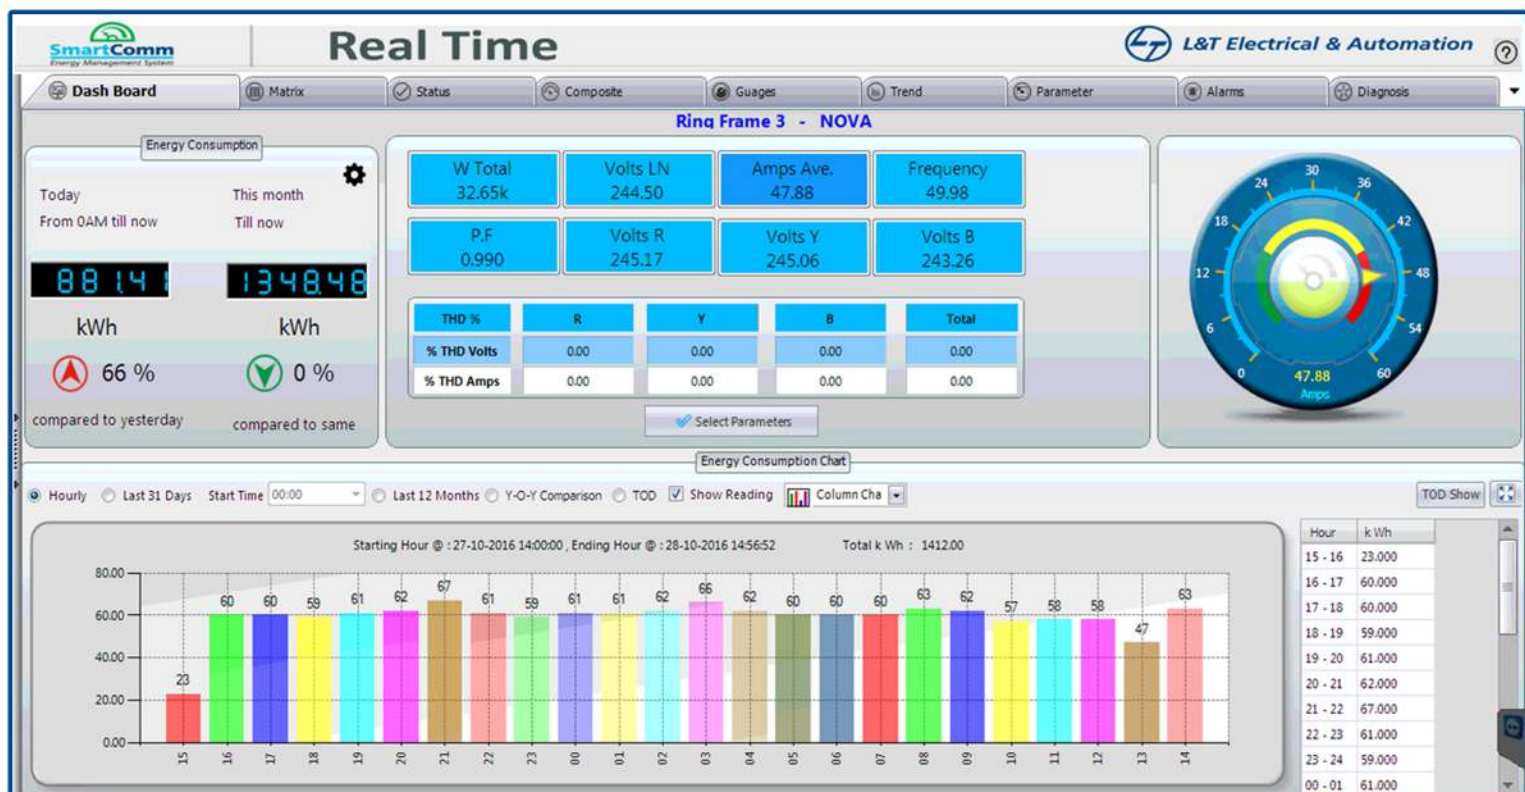 SmartComm
Energy Management System
Real Time
L&T Electrical & Automation
?
Dash Board
Matrix
Status
Composite
Guages
Trend
Parameter
Alarms
Diagnosis
Ring Frame 3 - NOVA
Energy Consumption
Today
This month
From 0AM till now
Till now
881.41
1348.48
kWh
kWh
66 %
0 %
compared to yesterday
compared to same
W Total
32.65k
Volts LN
244.50
Amps Ave.
47.88
Frequency
49.98
P.F
0.990
Volts R
245.17
Volts Y
245.06
Volts B
243.26
THD % R Y B Total
% THD Volts 0.00 0.00 0.00 0.00
% THD Amps 0.00 0.00 0.00 0.00
Select Parameters
0
6
12
18
24
30
36
42
48
54
60
47.88
Amps
Energy Consumption Chart
Hourly Last 31 Days Start Time 00:00 Last 12 Months Y-O-Y Comparison TOD Show Reading Column Cha
TOD Show
Starting Hour @ : 27-10-2016 14:00:00 , Ending Hour @ : 28-10-2016 14:56:52 Total k Wh : 1412.00
80.00
60.00
40.00
20.00
0.00
23 60 60 59 61 62 67 61 59 61 61 62 66 62 60 60 60 63 62 57 58 58 47 63
15 16 17 18 19 20 21 22 23 00 01 02 03 04 05 06 07 08 09 10 11 12 13 14
Hour k Wh
15 - 16 23.000
16 - 17 60.000
17 - 18 60.000
18 - 19 59.000
19 - 20 61.000
20 - 21 62.000
21 - 22 67.000
22 - 23 61.000
23 - 24 59.000
00 - 01 61.000